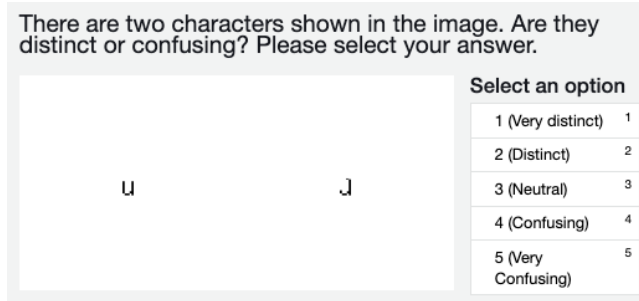 There are two characters shown in the image. Are they
distinct or confusing? Please select your answer.
Select an option
1 (Very distinct) 1
2 (Distinct) 2
3 (Neutral) 3
4 (Confusing) 4
5 (Very
Confusing) 5
u